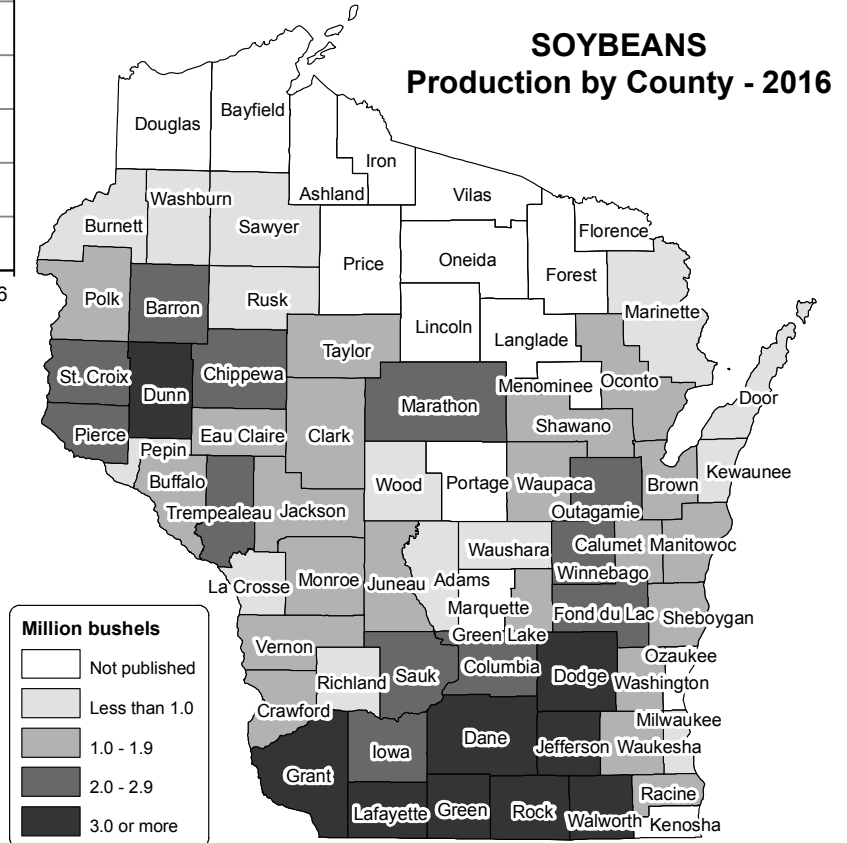 SOYBEANS
Production by County - 2016
6
Douglas
Bayfield
Ashland
Iron
Vilas
Florence
Burnett
Washburn
Sawyer
Price
Oneida
Forest
Marinette
Polk
Barron
Rusk
Lincoln
Langlade
Taylor
Menominee
Oconto
Door
St. Croix
Dunn
Chippewa
Marathon
Shawano
Pierce
Pepin
Eau Claire
Clark
Buffalo
Wood
Portage
Waupaca
Brown
Kewaunee
Trempealeau
Jackson
Outagamie
Waushara
Calumet
Manitowoc
Winnebago
La Crosse
Monroe
Juneau
Adams
Marquette
Green Lake
Fond du Lac
Sheboygan
Vernon
Richland
Sauk
Columbia
Dodge
Ozaukee
Washington
Crawford
Milwaukee
Iowa
Dane
Jefferson
Waukesha
Grant
Lafayette
Green
Rock
Walworth
Racine
Kenosha
Million bushels
Not published
Less than 1.0
1.0 - 1.9
2.0 - 2.9
3.0 or more